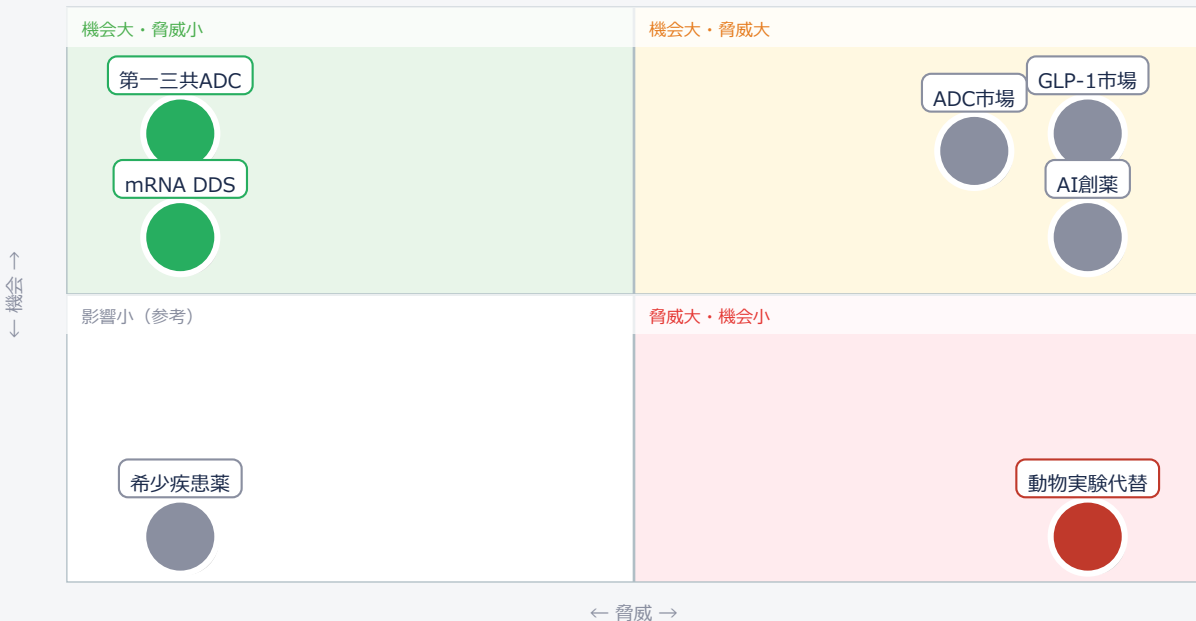 機会大・脅威小
機会大・脅威大
第一三共ADC
GLP-1市場
ADC市場
mRNA DDS
AI創薬
← 機会 →
影響小（参考）
脅威大・機会小
希少疾患薬
動物実験代替
← 脅威 →